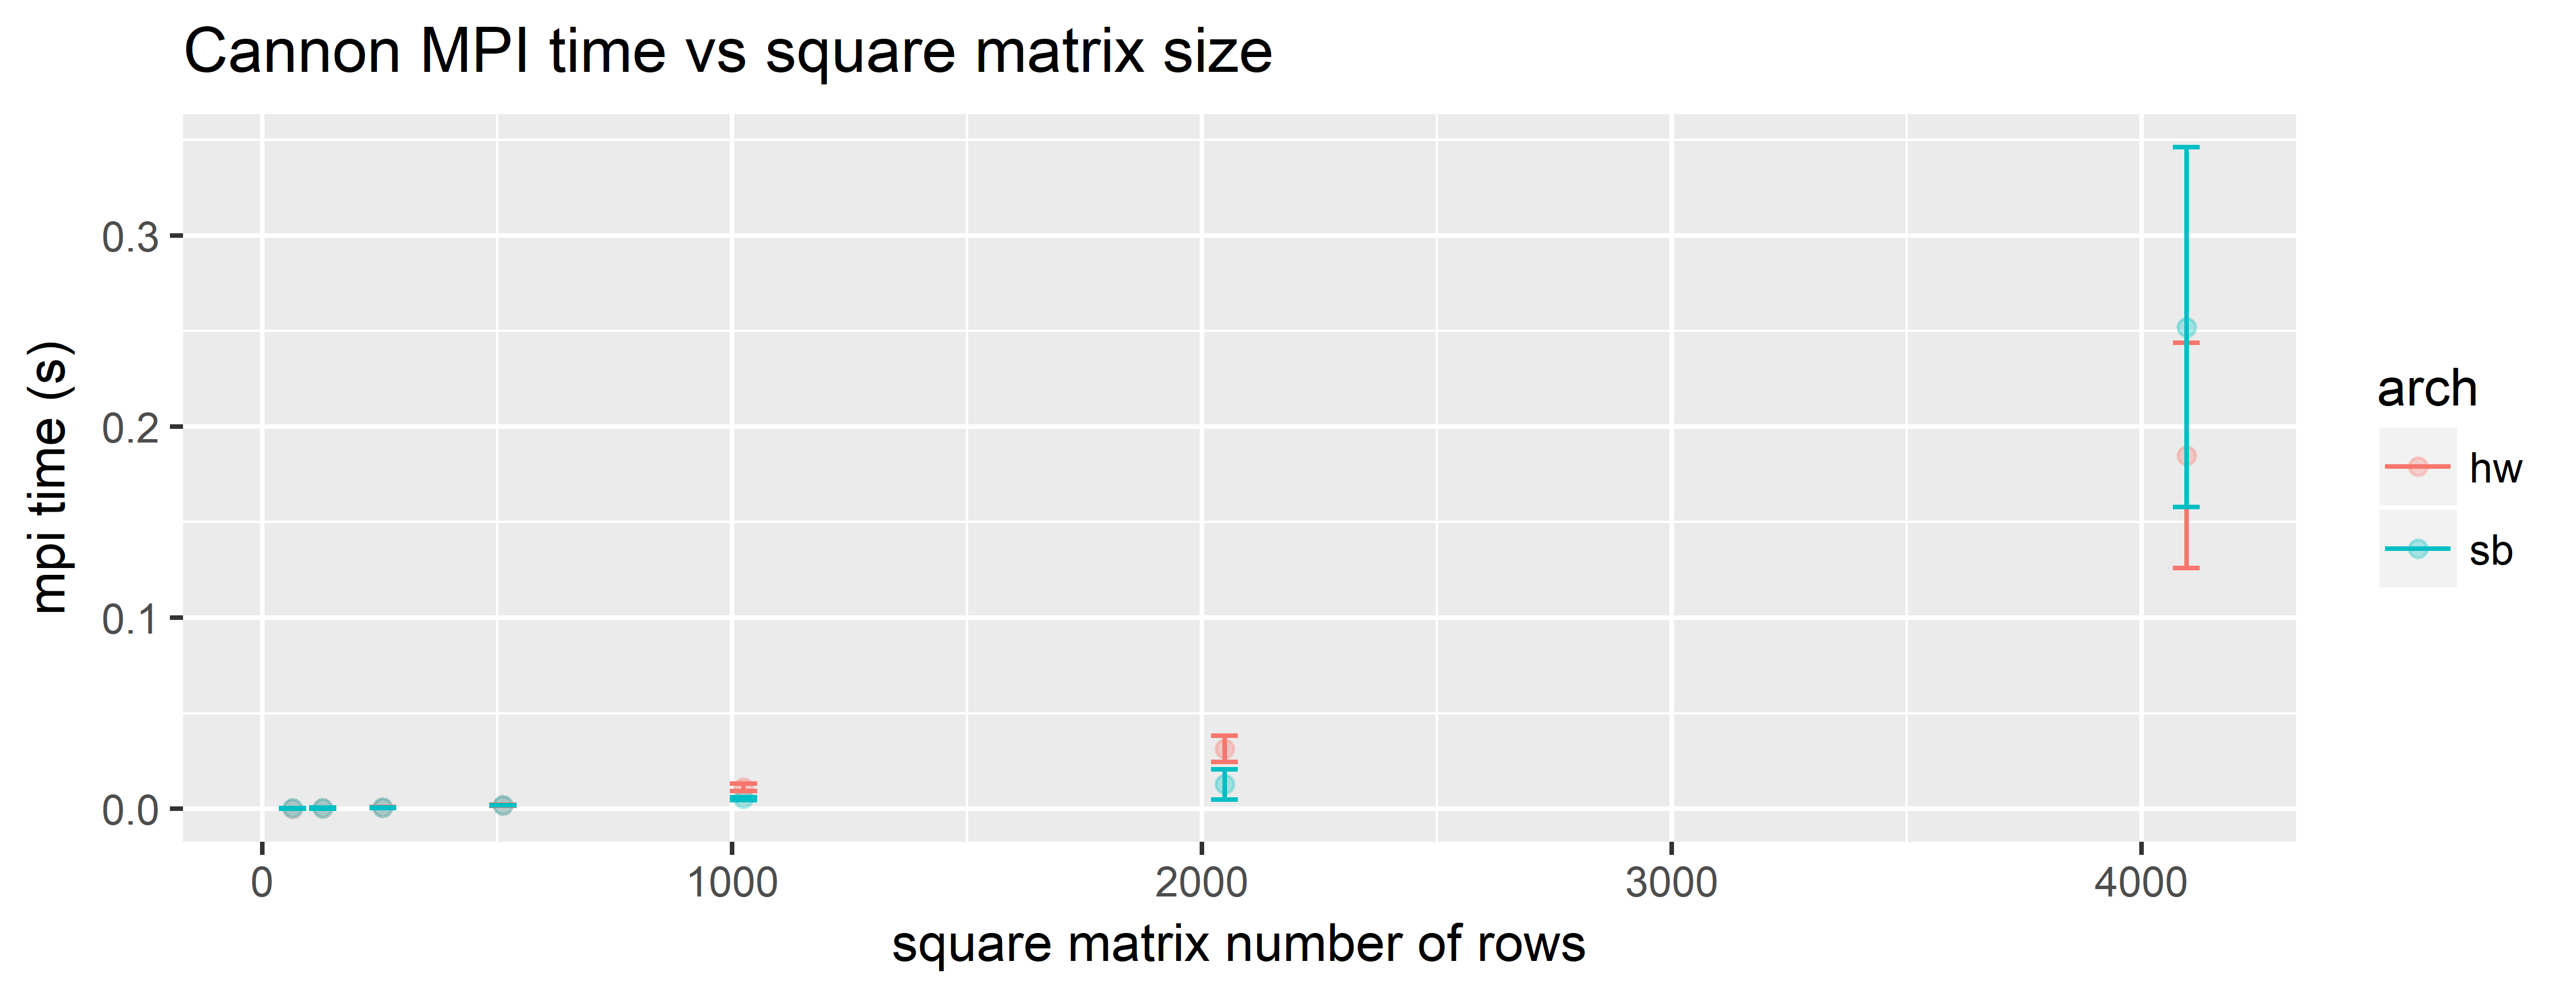 Cannon MPI time vs square matrix size
mpi time (s)
0.3
0.2
0.1
0.0
0
1000
2000
3000
4000
square matrix number of rows
arch
hw
sb